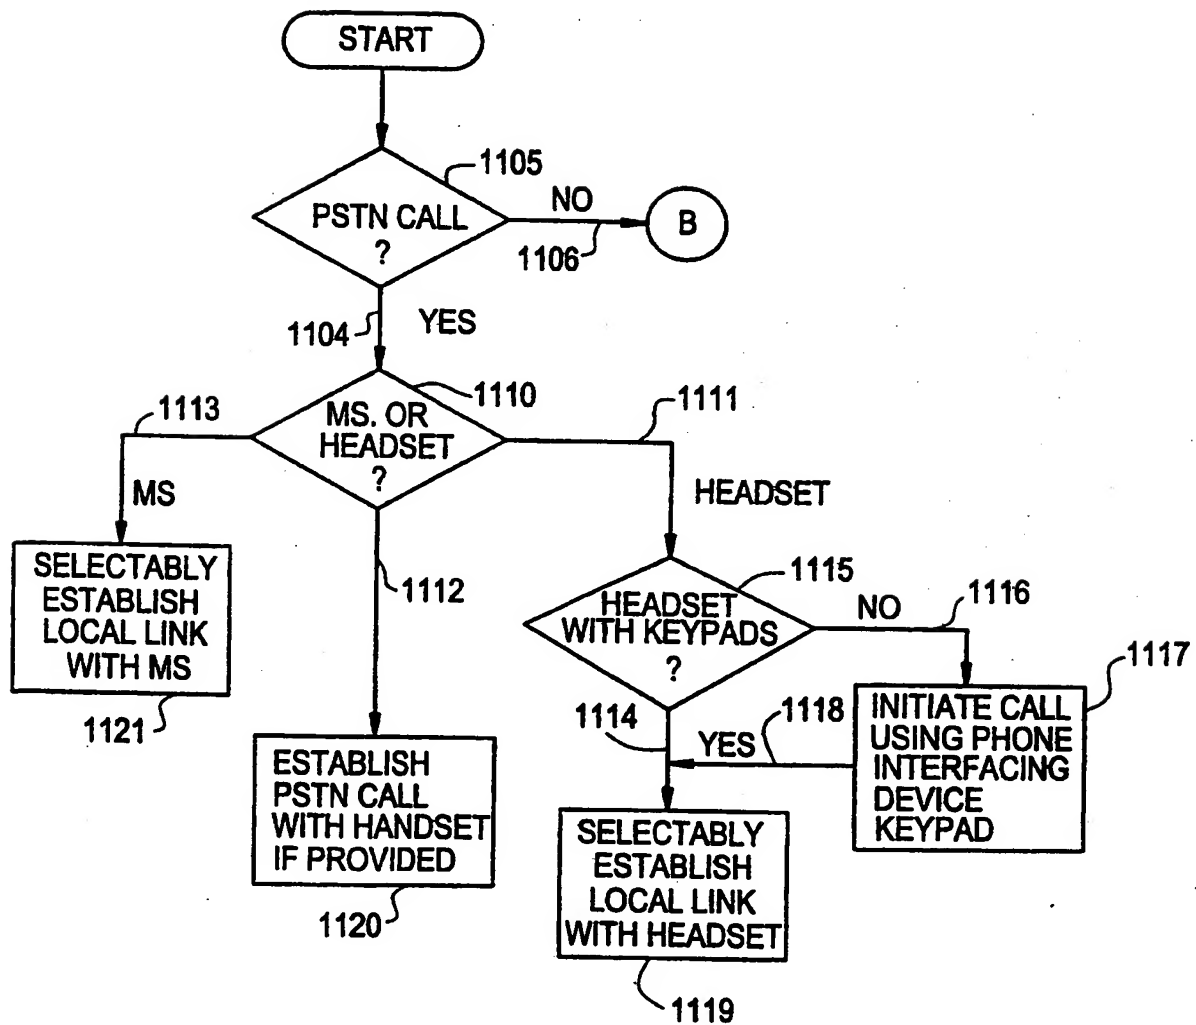 START
1105
PSTN CALL
?
NO
1106
B
1104
YES
1110
MS. OR
HEADSET
?
1113
MS
1111
HEADSET
SELECTABLY
ESTABLISH
LOCAL LINK
WITH MS
1121
1112
ESTABLISH
PSTN CALL
WITH HANDSET
IF PROVIDED
1120
1115
HEADSET
WITH KEYPADS
?
NO
1116
1117
INITIATE CALL
USING PHONE
INTERFACING
DEVICE
KEYPAD
1114
YES
1118
SELECTABLY
ESTABLISH
LOCAL LINK
WITH HEADSET
1119